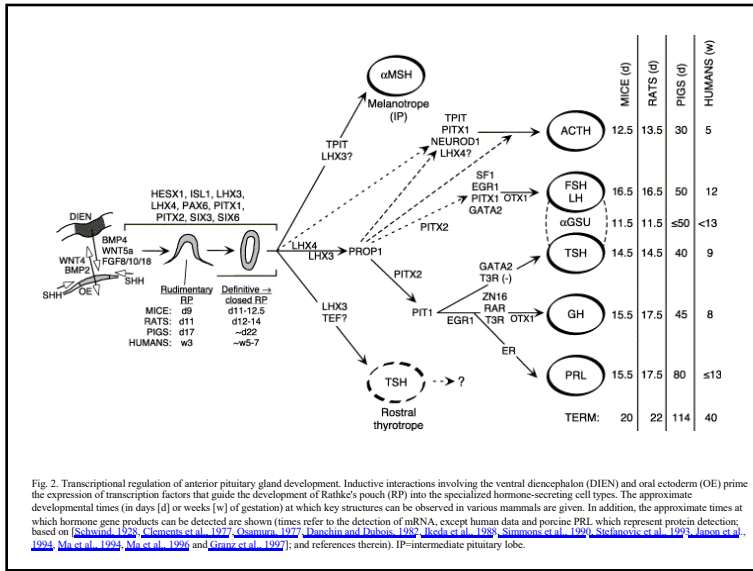 αMSH
Melanotrope
(IP)
MICE (d)
RATS (d)
PIGS (d)
HUMANS (w)
TPIT
LHX3?
TPIT
PITX1
NEUROD1
LHX4?
ACTH 12.5 13.5 30 5
HESX1, ISL1, LHX3,
LHX4, PAX6, PITX1,
PITX2, SIX3, SIX6
SF1
EGR1
PITX1
GATA2
OTX1
FSH
LH
16.5 16.5 50 12
αGSU 11.5 11.5 ≤50 <13
DIEN
BMP4
WNT5a
FGF8/10/18
WNT4
BMP2
SHH
OE
SHH
LHX4
LHX3
PROP1
PITX2
PITX2
GATA2
T3R (-)
TSH 14.5 14.5 40 9
Rudimentary Definitive →
RP closed RP
MICE: d9 d11-12.5
RATS: d11 d12-14
PIGS: d17 ~d22
HUMANS: w3 ~w5-7
LHX3
TEF?
PIT1
EGR1
ZN16
RAR
T3R
OTX1
GH 15.5 17.5 45 8
ER
PRL 15.5 17.5 80 ≤13
TSH ?
Rostral
thyrotrope
TERM: 20 22 114 40
Fig. 2. Transcriptional regulation of anterior pituitary gland development. Inductive interactions involving the ventral diencephalon (DIEN) and oral ectoderm (OE) prime
the expression of transcription factors that guide the development of Rathke's pouch (RP) into the specialized hormone-secreting cell types. The approximate
developmental times (in days [d] or weeks [w] of gestation) at which key structures can be observed in various mammals are given. In addition, the approximate times at
which hormone gene products can be detected are shown (times refer to the detection of mRNA, except human data and porcine PRL which represent protein detection;
based on [Schwind, 1928, Clements et al., 1977, Osamura, 1977, Danchin and Dubois, 1982, Ikeda et al., 1988, Simmons et al., 1990, Stefanovic et al., 1993, Japon et al.,
1994, Ma et al., 1994, Ma et al., 1996 and Granz et al., 1997]; and references therein). IP=intermediate pituitary lobe.